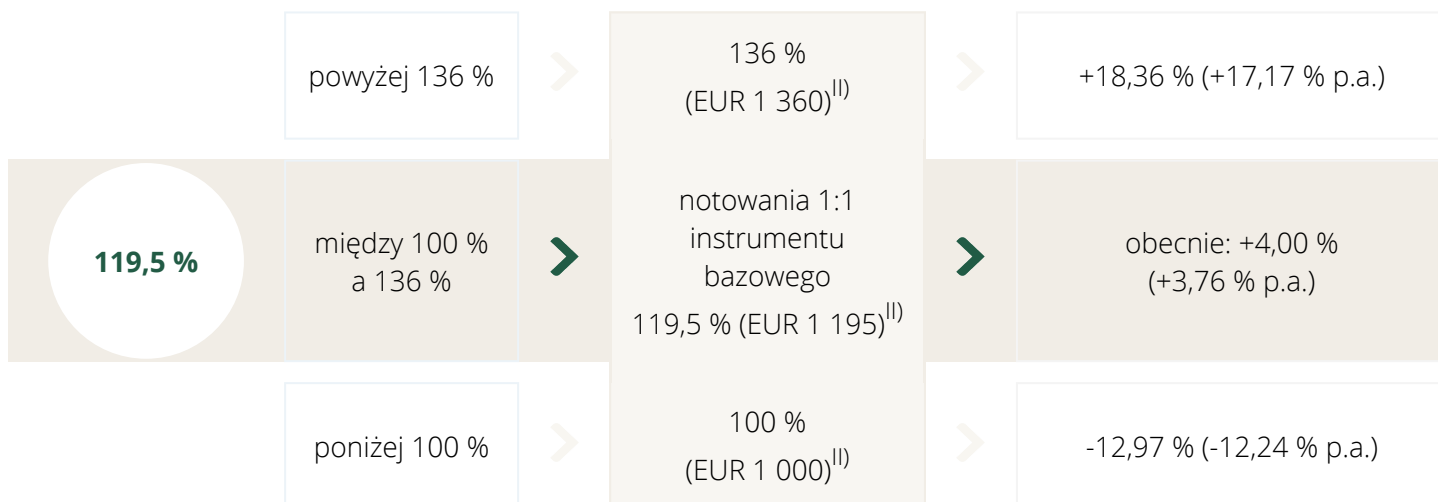 powyżej 136 %
136 %
(EUR 1 360)II)
+18,36 % (+17,17 % p.a.)
119,5 %
między 100 %
a 136 %
notowania 1:1
instrumentu
bazowego
119,5 % (EUR 1 195)II)
obecnie: +4,00 %
(+3,76 % p.a.)
poniżej 100 %
100 %
(EUR 1 000)II)
-12,97 % (-12,24 % p.a.)